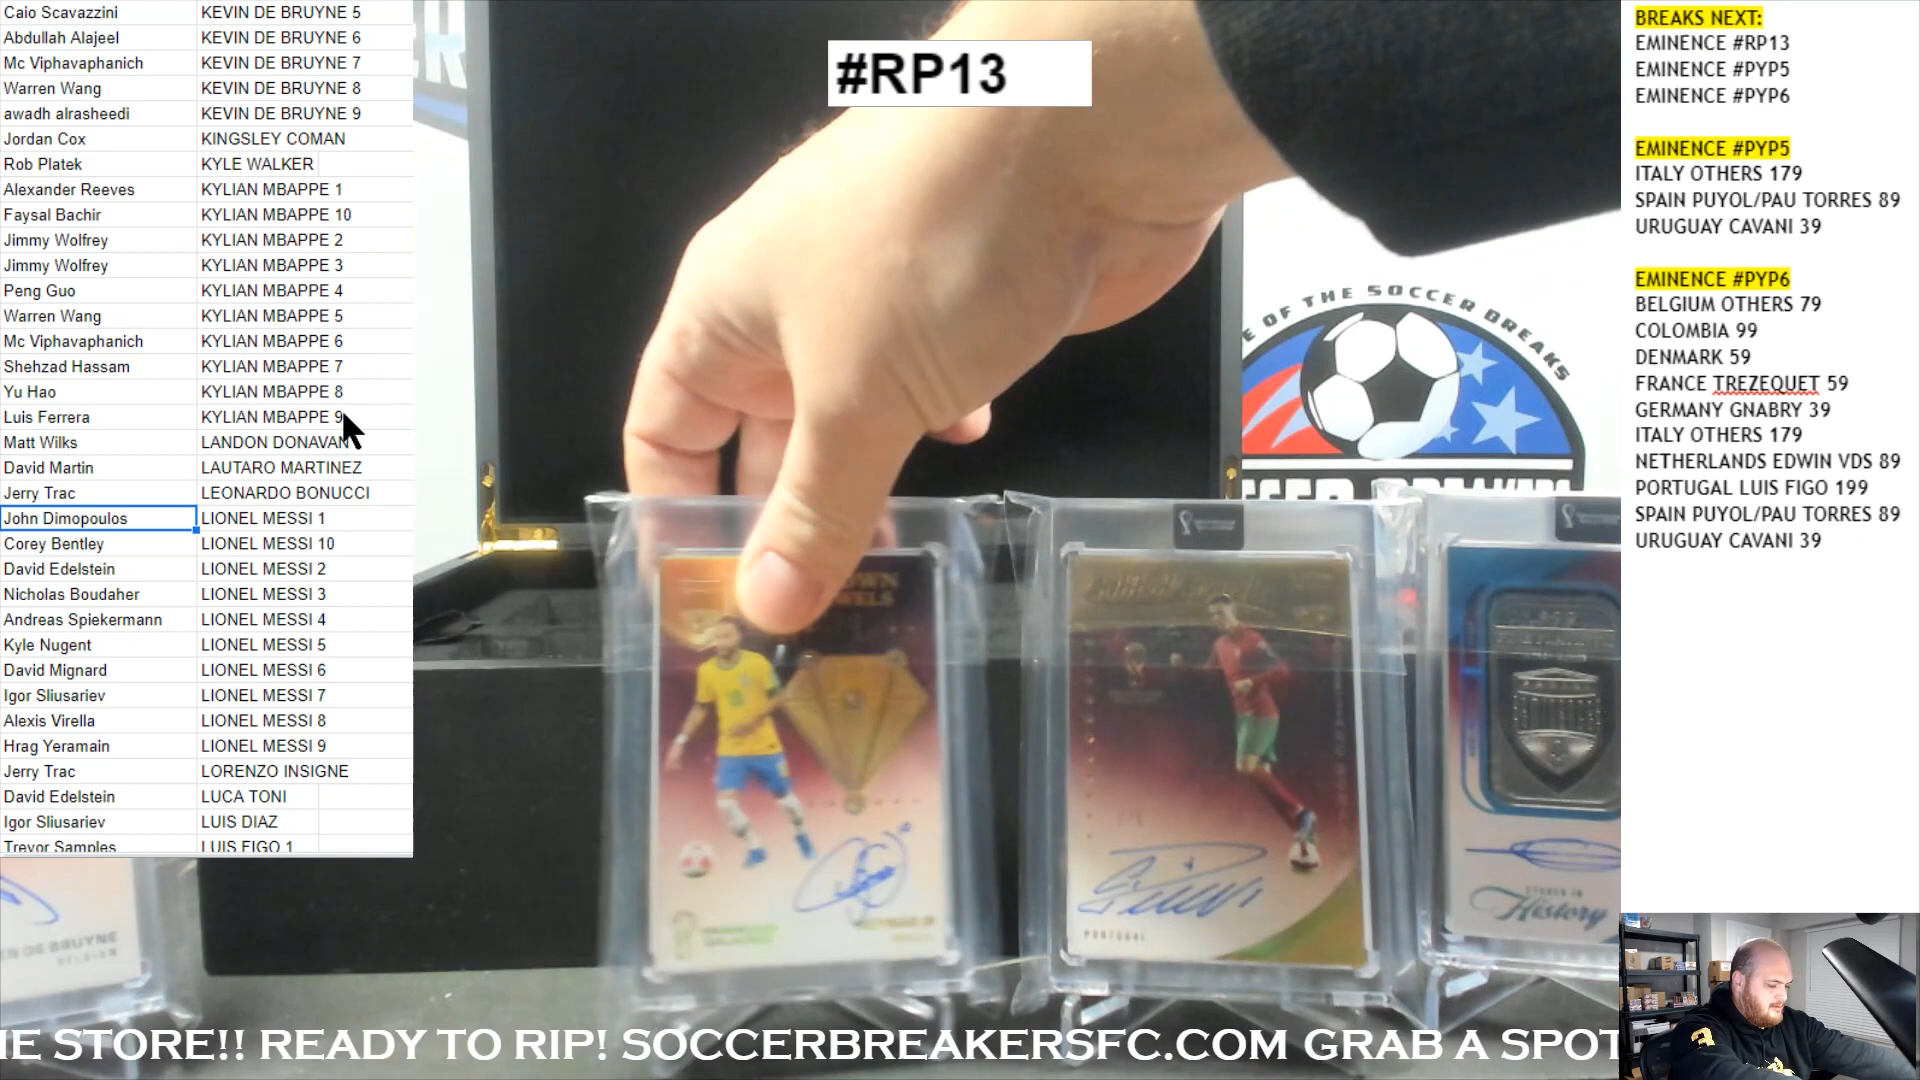 Caio Scavazzini KEVIN DE BRUYNE 5
Abdullah Alajeel KEVIN DE BRUYNE 6
Mc Viphavaphanich KEVIN DE BRUYNE 7
Warren Wang KEVIN DE BRUYNE 8
awadh alrasheedi KEVIN DE BRUYNE 9
Jordan Cox KINGSLEY COMAN
Rob Platek KYLE WALKER
Alexander Reeves KYLIAN MBAPPE 1
Faysal Bachir KYLIAN MBAPPE 10
Jimmy Wolfrey KYLIAN MBAPPE 2
Jimmy Wolfrey KYLIAN MBAPPE 3
Peng Guo KYLIAN MBAPPE 4
Warren Wang KYLIAN MBAPPE 5
Mc Viphavaphanich KYLIAN MBAPPE 6
Shehzad Hassam KYLIAN MBAPPE 7
Yu Hao KYLIAN MBAPPE 8
Luis Ferrera KYLIAN MBAPPE 9
Matt Wilks LANDON DONAVAN
David Martin LAUTARO MARTINEZ
Jerry Trac LEONARDO BONUCCI
John Dimopoulos LIONEL MESSI 1
Corey Bentley LIONEL MESSI 10
David Edelstein LIONEL MESSI 2
Nicholas Boudaher LIONEL MESSI 3
Andreas Spiekermann LIONEL MESSI 4
Kyle Nugent LIONEL MESSI 5
David Mignard LIONEL MESSI 6
Igor Sliusariev LIONEL MESSI 7
Alexis Virella LIONEL MESSI 8
Hrag Yeramain LIONEL MESSI 9
Jerry Trac LORENZO INSIGNE
David Edelstein LUCA TONI
Igor Sliusariev LUIS DIAZ
Trevor Samples LUIS FIGO 1
#RP13
E OF THE SOCCER BREAKS
PORTUGAL
History
EN DE BRUYNE
BELGIUM
BREAKS NEXT:
EMINENCE #RP13
EMINENCE #PYP5
EMINENCE #PYP6
EMINENCE #PYP5
ITALY OTHERS 179
SPAIN PUYOL/PAU TORRES 89
URUGUAY CAVANI 39
EMINENCE #PYP6
BELGIUM OTHERS 79
COLOMBIA 99
DENMARK 59
FRANCE TREZEQUET 59
GERMANY GNABRY 39
ITALY OTHERS 179
NETHERLANDS EDWIN VDS 89
PORTUGAL LUIS FIGO 199
SPAIN PUYOL/PAU TORRES 89
URUGUAY CAVANI 39
HE STORE!! READY TO RIP! SOCCERBREAKERSFC.COM GRAB A SPOT